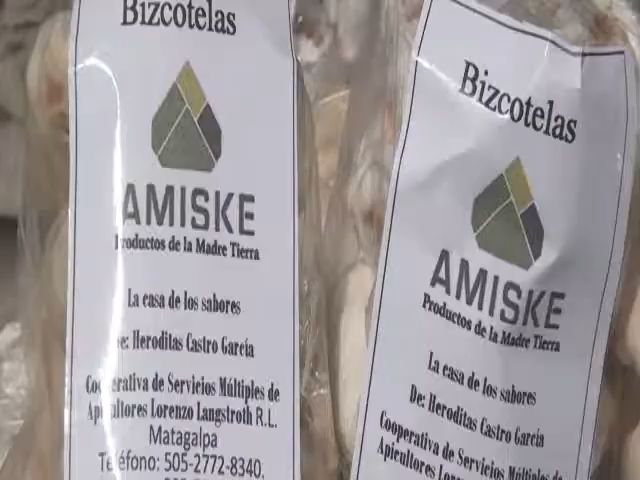 Bizcotelas
AMISKE
Productos de la Madre Tierra
La casa de los sabores
De: Heroditas Castro García
Cooperativa de Servicios Múltiples de
Apicultores Lorenzo Langstroth R.L.
Matagalpa
Teléfono: 505-2772-8340.
Bizcotelas
AMISKE
Productos de la Madre Tierra
La casa de los sabores
De: Heroditas Castro García
Cooperativa de Servicios Múltiples de
Apicultores